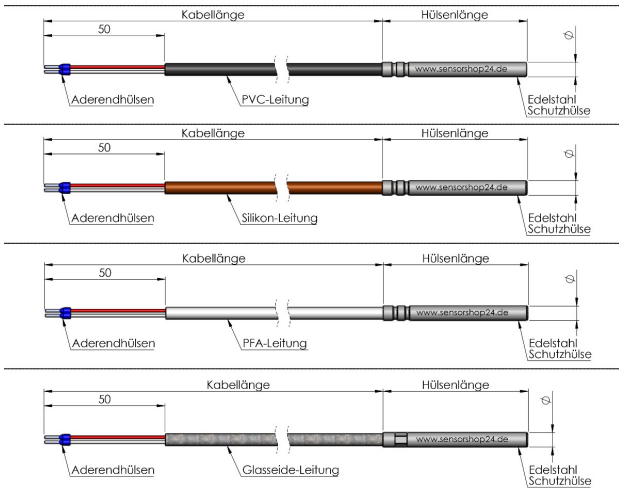 Kabellänge Hülsenlänge
50 Ø
www.sensorshop24.de
Aderendhülsen PVC-Leitung Edelstahl
Schutzhülse
Kabellänge Hülsenlänge
50 Ø
www.sensorshop24.de
Aderendhülsen Silikon-Leitung Edelstahl
Schutzhülse
Kabellänge Hülsenlänge
50 Ø
www.sensorshop24.de
Aderendhülsen PFA-Leitung Edelstahl
Schutzhülse
Kabellänge Hülsenlänge
50 Ø
www.sensorshop24.de
Aderendhülsen Glasseide-Leitung Edelstahl
Schutzhülse